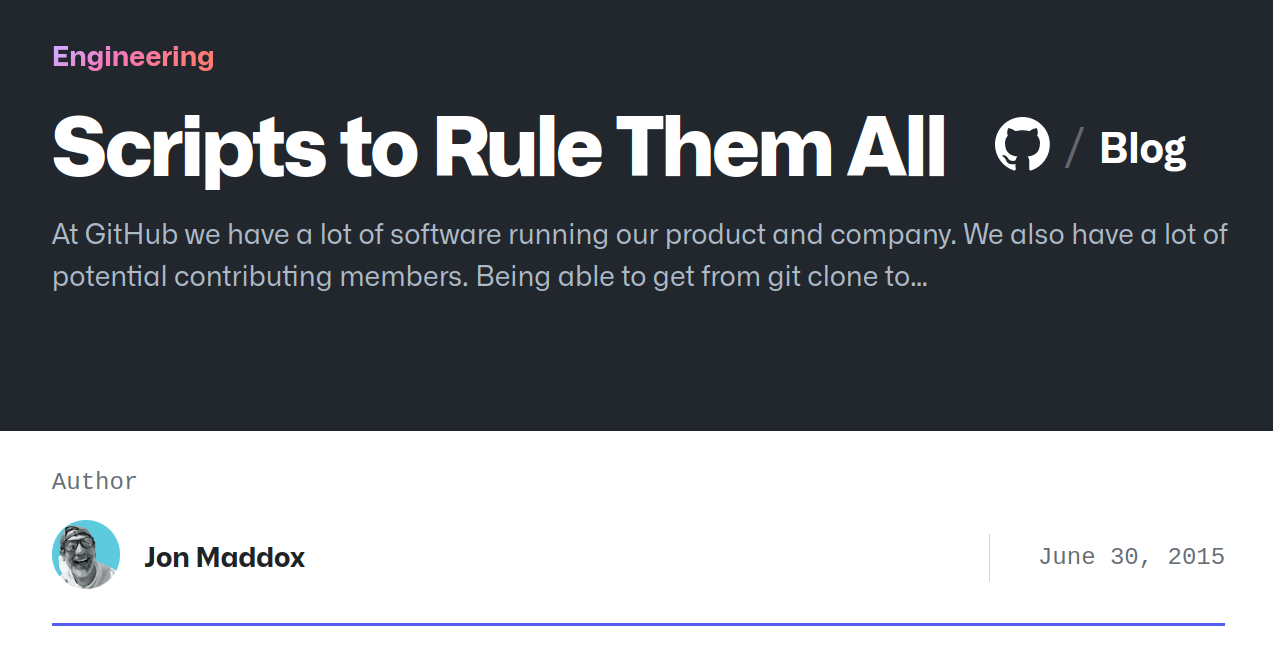 Engineering
Scripts to Rule Them All
/ Blog
At GitHub we have a lot of software running our product and company. We also have a lot of
potential contributing members. Being able to get from git clone to…
Author
Jon Maddox
June 30, 2015